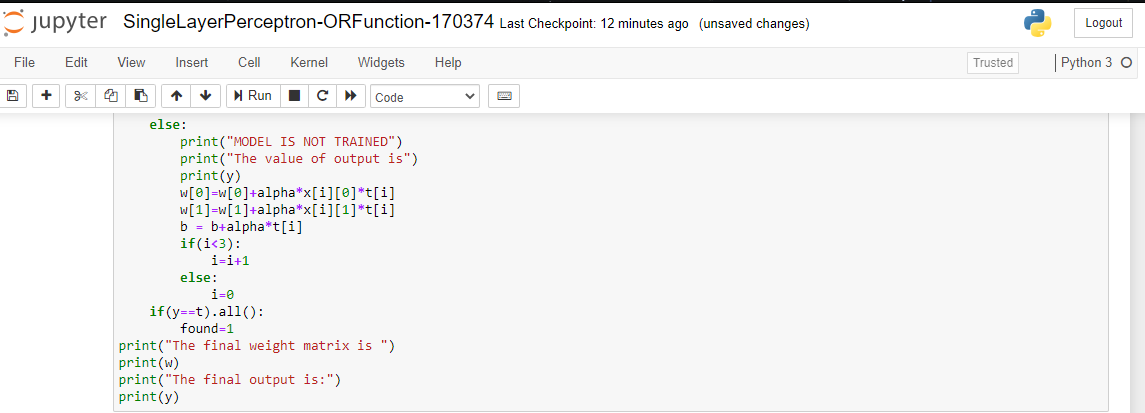 jupyter SingleLayerPerceptron-ORFunction-170374 Last Checkpoint: 12 minutes ago (unsaved changes) Logout
File Edit View Insert Cell Kernel Widgets Help Trusted Python 3
Run Code
else:
print("MODEL IS NOT TRAINED")
print("The value of output is")
print(y)
w[0]=w[0]+alpha*x[i][0]*t[i]
w[1]=w[1]+alpha*x[i][1]*t[i]
b = b+alpha*t[i]
if(i<3):
i=i+1
else:
i=0
if(y==t).all():
found=1
print("The final weight matrix is ")
print(w)
print("The final output is:")
print(y)